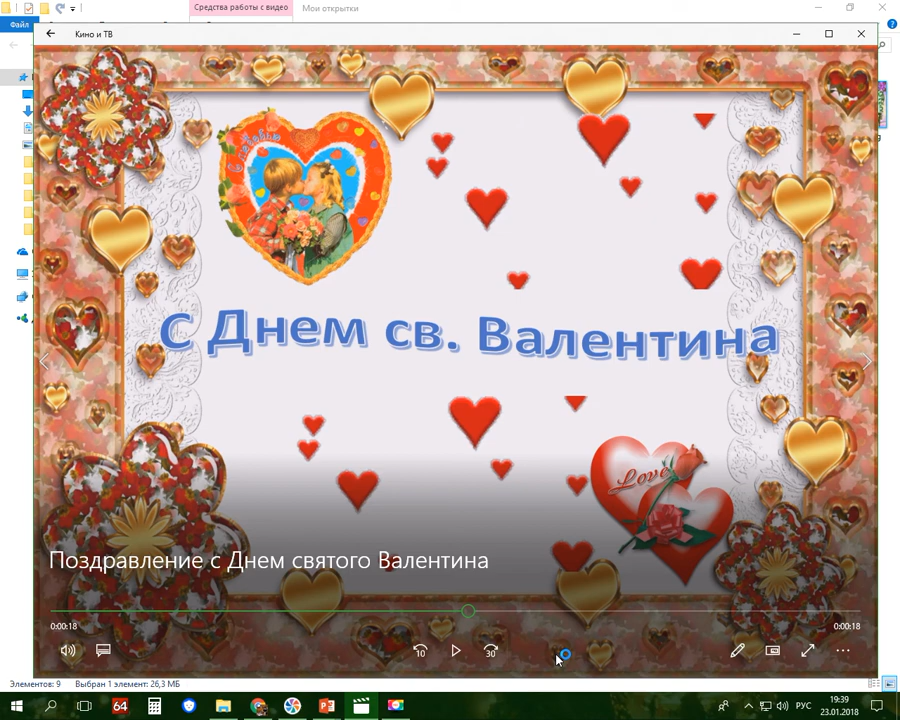 Средства работы с видео
Мои открытки
Файл
Кино и ТВ
С любовью
С Днем св. Валентина
Love
Поздравление с Днем святого Валентина
0:00:18
0:00:18
10
30
Элементов: 9
Выбран 1 элемент: 26,3 МБ
64
РУС
19:39
23.01.2018